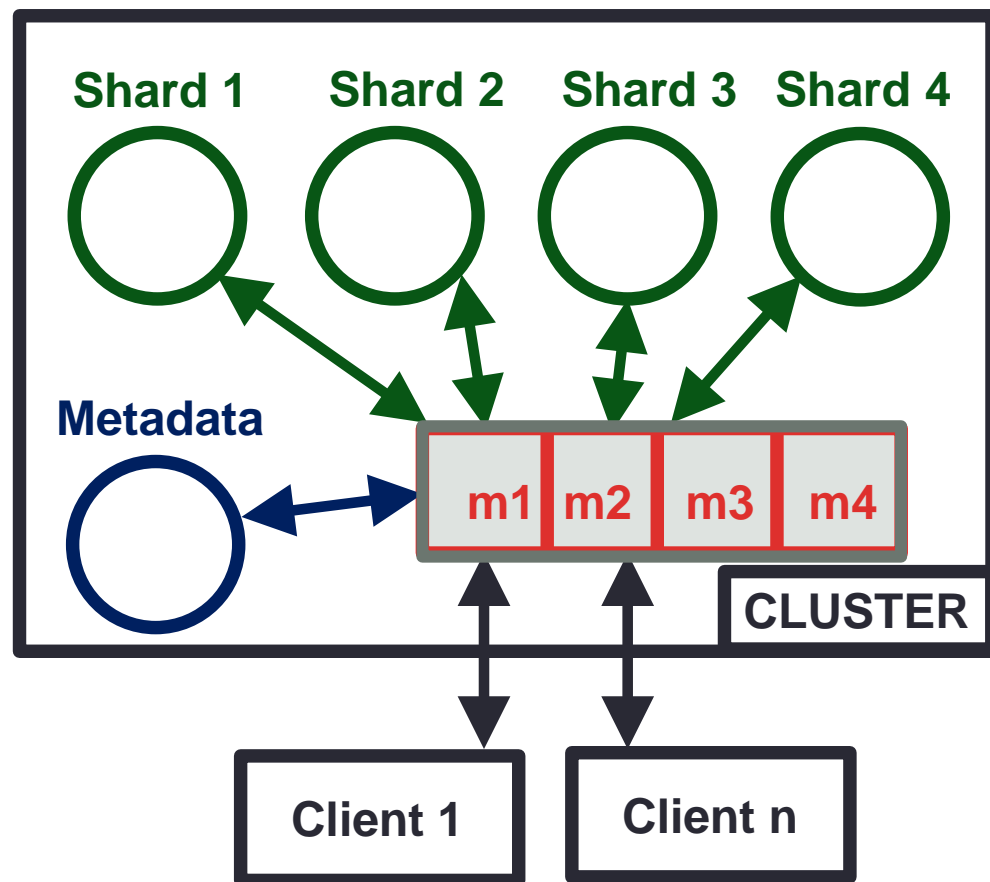 Shard 1
Shard 2
Shard 3
Shard 4
Metadata
m1
m2
m3
m4
CLUSTER
Client 1
Client n